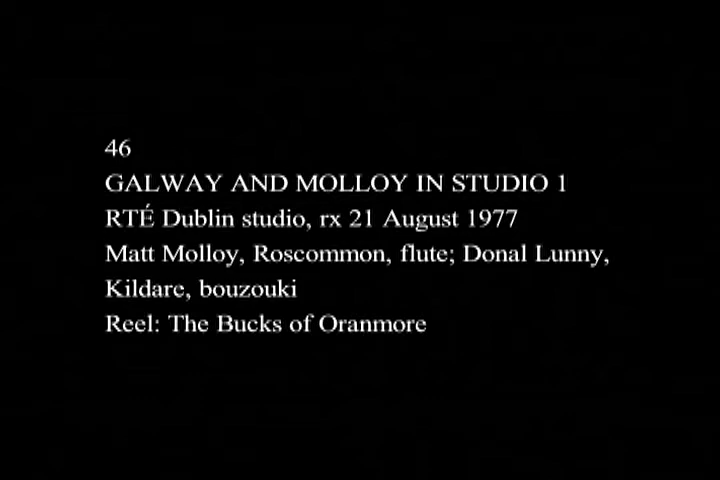 46
GALWAY AND MOLLOY IN STUDIO 1
RTÉ Dublin studio, rx 21 August 1977
Matt Molloy, Roscommon, flute; Donal Lunny,
Kildare, bouzouki
Reel: The Bucks of Oranmore